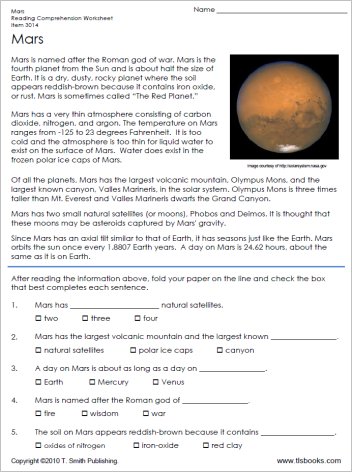 Mars
Reading Comprehension Worksheet
Item 3014
Name
Mars
Mars is named after the Roman god of war. Mars is the
fourth planet from the Sun and is about half the size of
Earth. It is a dry, dusty, rocky planet where the soil
appears reddish-brown because it contains iron oxide,
or rust. Mars is sometimes called "The Red Planet."
Mars has a very thin atmosphere consisting of carbon
dioxide, nitrogen, and argon. The temperature on Mars
ranges from -125 to 23 degrees Fahrenheit. It is too
cold and the atmosphere is too thin for liquid water to
exist on the surface of Mars. Water does exist in the
frozen polar ice caps of Mars.
Image courtesy of http://solarsystem.nasa.gov
Of all the planets, Mars has the largest volcanic mountain, Olympus Mons, and the
largest known canyon, Valles Marineris, in the solar system. Olympus Mons is three times
taller than Mt. Everest and Valles Marineris dwarfs the Grand Canyon.
Mars has two small natural satellites (or moons), Phobos and Deimos. It is thought that
these moons may be asteroids captured by Mars' gravity.
Since Mars has an axial tilt similar to that of Earth, it has seasons just like the Earth. Mars
orbits the sun once every 1.8807 Earth years. A day on Mars is 24.62 hours, about the
same as it is on Earth.
After reading the information above, fold your paper on the line and check the box
that best completes each sentence.
1. Mars has ____________________ natural satellites.
two three four
2. Mars has the largest volcanic mountain and the largest known ________________.
natural satellites polar ice caps canyon
3. A day on Mars is about as long as a day on ________________.
Earth Mercury Venus
4. Mars is named after the Roman god of ________________.
fire wisdom war
5. The soil on Mars appears reddish-brown because it contains ________________.
oxides of nitrogen iron-oxide red clay
Copyright ©2010 T. Smith Publishing. www.tlsbooks.com